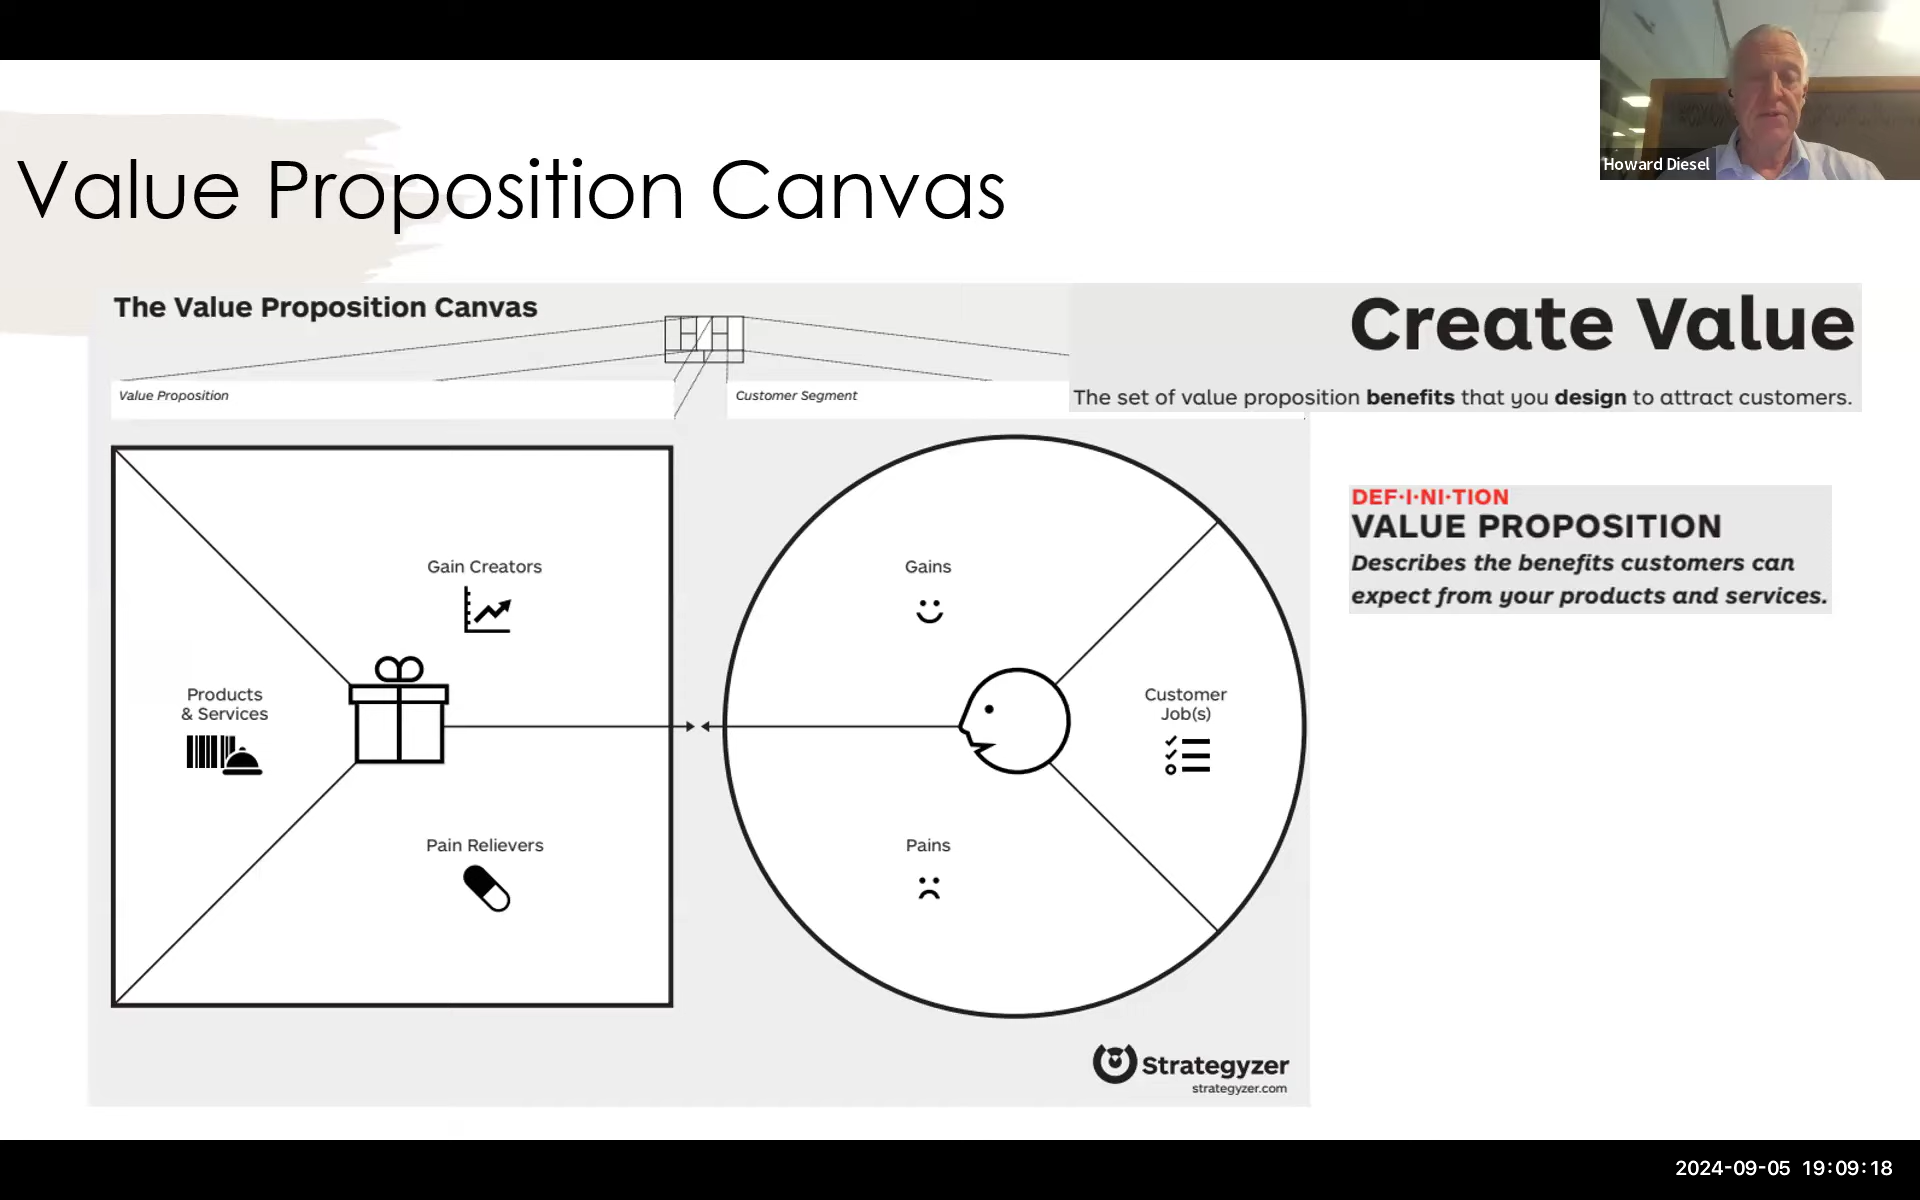 Howard Diesel
Value Proposition Canvas
The Value Proposition Canvas
Create Value
Value Proposition
Customer Segment
The set of value proposition benefits that you design to attract customers.
DEF·I·NI·TION
VALUE PROPOSITION
Describes the benefits customers can
expect from your products and services.
Gain Creators
Gains
Products
& Services
Customer
Job(s)
Pain Relievers
Pains
Strategyzer
strategyzer.com
2024-09-05 19:09:18